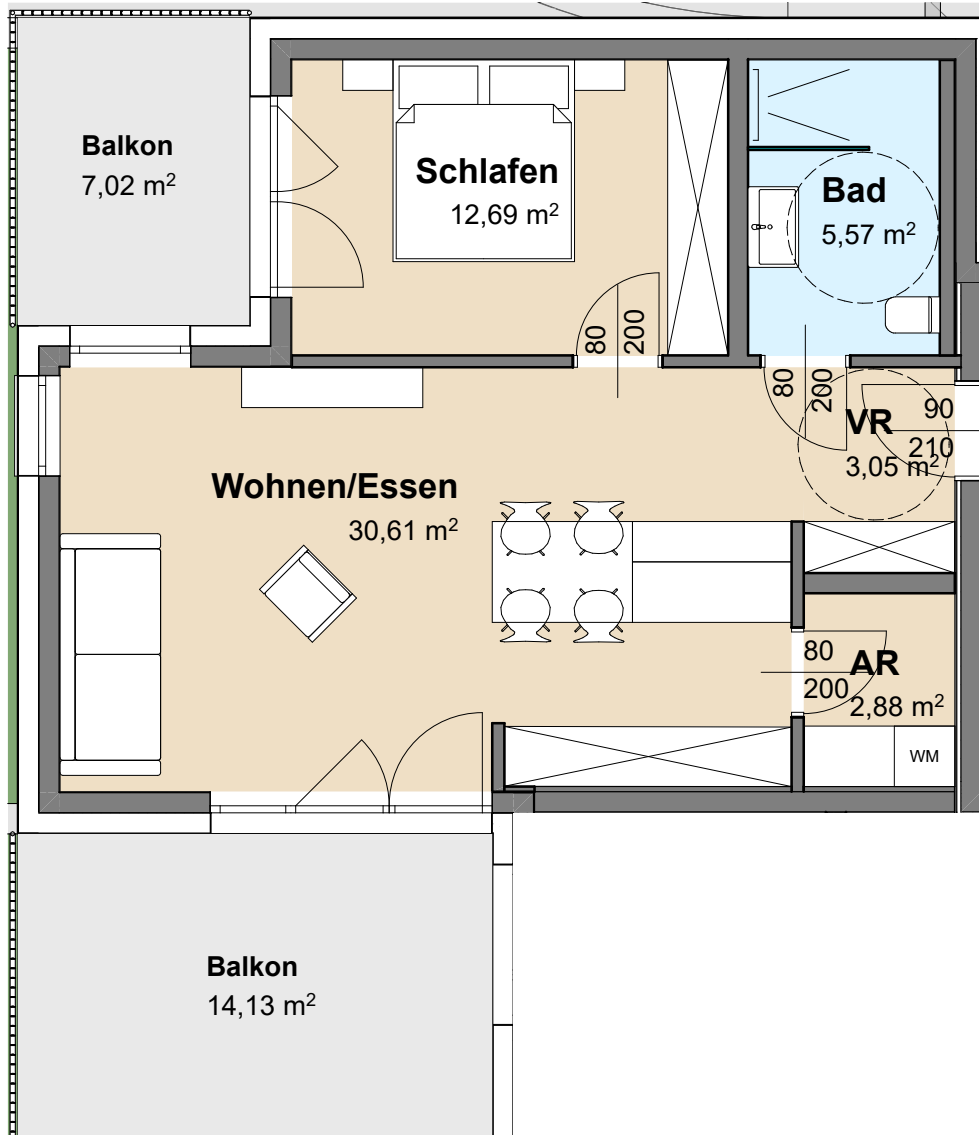 Balkon
7,02 m²
Schlafen
12,69 m²
Bad
5,57 m²
80
200
80
200
VR
3,05 m²
90
210
Wohnen/Essen
30,61 m²
80
200
AR
2,88 m²
WM
Balkon
14,13 m²